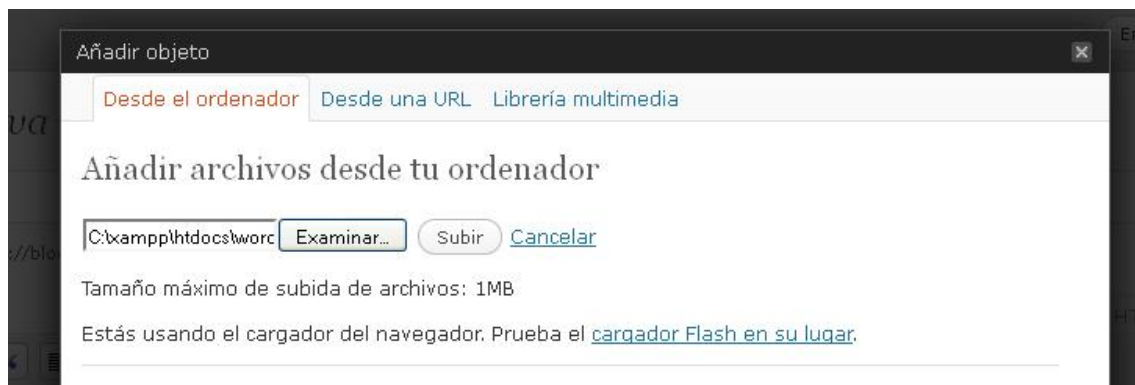 Añadir objeto
Desde el ordenador Desde una URL Librería multimedia
Añadir archivos desde tu ordenador
C:\xampp\htdocs\worc Examinar... Subir Cancelar
Tamaño máximo de subida de archivos: 1MB
Estás usando el cargador del navegador. Prueba el cargador Flash en su lugar.